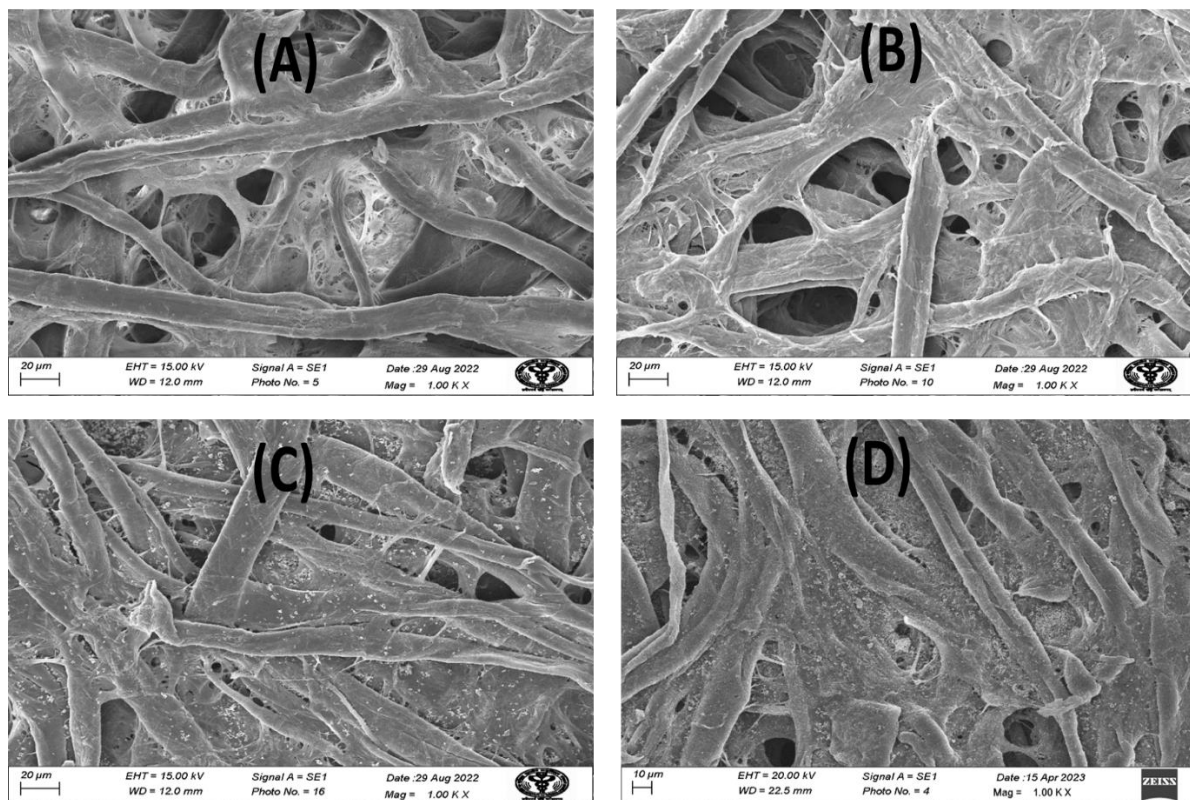 (A)
20 µm
EHT = 15.00 kV
WD = 12.0 mm
Signal A = SE1
Photo No. = 5
Date :29 Aug 2022
Mag = 1.00 K X
(B)
20 µm
EHT = 15.00 kV
WD = 12.0 mm
Signal A = SE1
Photo No. = 10
Date :29 Aug 2022
Mag = 1.00 K X
(C)
20 µm
EHT = 15.00 kV
WD = 12.0 mm
Signal A = SE1
Photo No. = 16
Date :29 Aug 2022
Mag = 1.00 K X
(D)
10 µm
EHT = 20.00 kV
WD = 22.5 mm
Signal A = SE1
Photo No. = 4
Date :15 Apr 2023
Mag = 1.00 K X
ZEISS